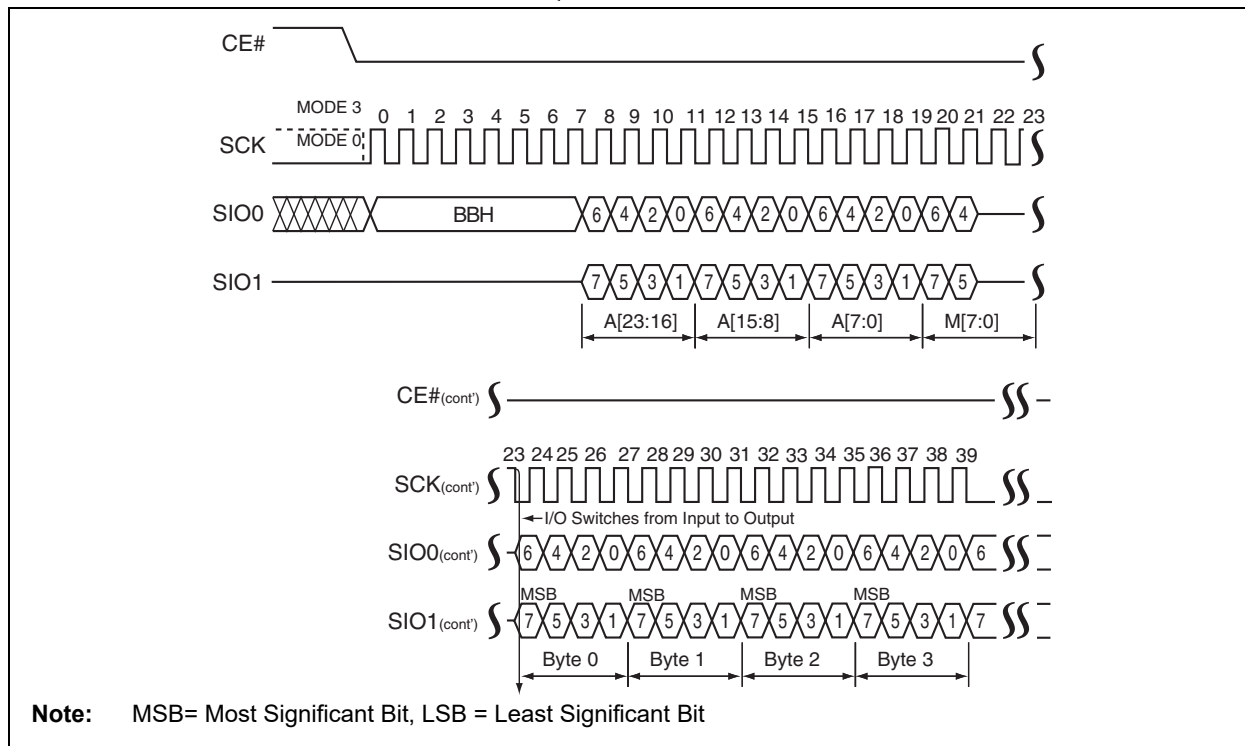 CE#
MODE 3
0 1 2 3 4 5 6 7 8 9 10 11 12 13 14 15 16 17 18 19 20 21 22 23
SCK
MODE 0
SIO0
BBH
6 4 2 0 6 4 2 0 6 4 2 0 6 4
SIO1
7 5 3 1 7 5 3 1 7 5 3 1 7 5
A[23:16] A[15:8] A[7:0] M[7:0]
CE#(cont')
23 24 25 26 27 28 29 30 31 32 33 34 35 36 37 38 39
SCK(cont')
I/O Switches from Input to Output
SIO0(cont') 6 4 2 0 6 4 2 0 6 4 2 0 6 4 2 0 6
MSB MSB MSB MSB
SIO1(cont') 7 5 3 1 7 5 3 1 7 5 3 1 7 5 3 1 7
Byte 0 Byte 1 Byte 2 Byte 3
Note: MSB= Most Significant Bit, LSB = Least Significant Bit